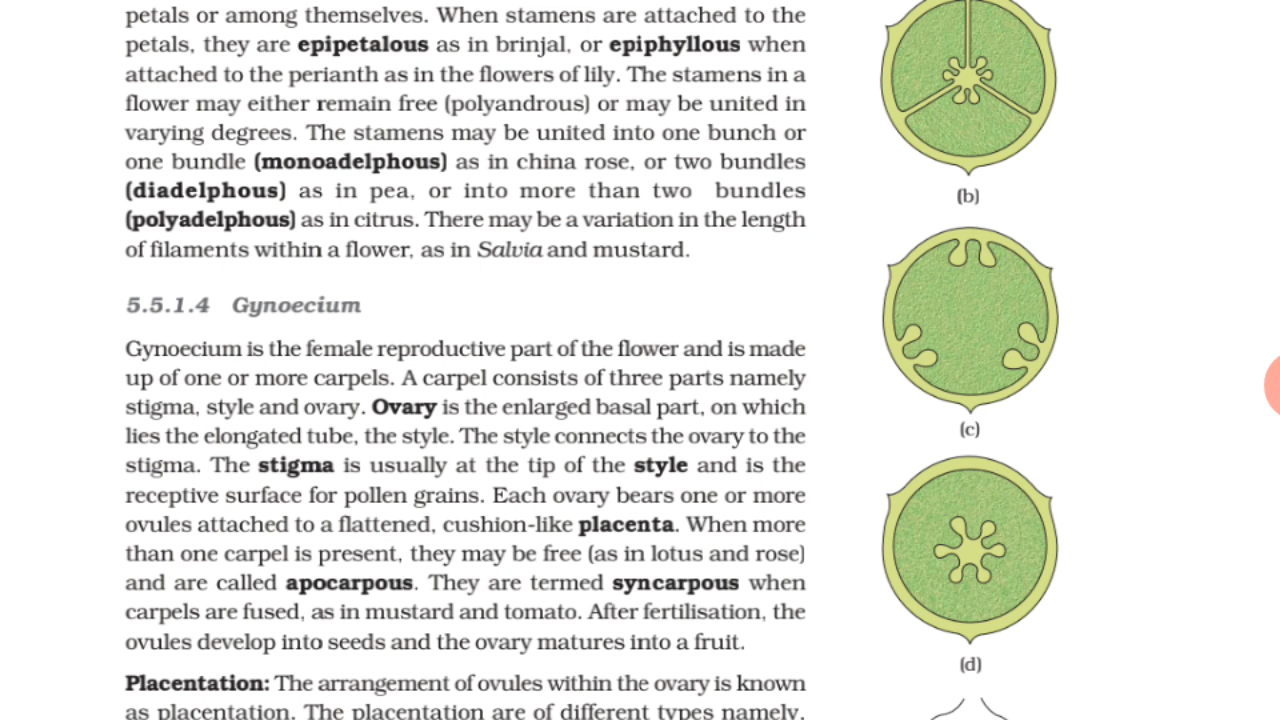 petals or among themselves. When stamens are attached to the
petals, they are epipetalous as in brinjal, or epiphyllous when
attached to the perianth as in the flowers of lily. The stamens in a
flower may either remain free (polyandrous) or may be united in
varying degrees. The stamens may be united into one bunch or
one bundle (monoadelphous) as in china rose, or two bundles
(diadelphous) as in pea, or into more than two bundles
(polyadelphous) as in citrus. There may be a variation in the length
of filaments within a flower, as in Salvia and mustard.
5.5.1.4 Gynoecium
Gynoecium is the female reproductive part of the flower and is made
up of one or more carpels. A carpel consists of three parts namely
stigma, style and ovary. Ovary is the enlarged basal part, on which
lies the elongated tube, the style. The style connects the ovary to the
stigma. The stigma is usually at the tip of the style and is the
receptive surface for pollen grains. Each ovary bears one or more
ovules attached to a flattened, cushion-like placenta. When more
than one carpel is present, they may be free (as in lotus and rose)
and are called apocarpous. They are termed syncarpous when
carpels are fused, as in mustard and tomato. After fertilisation, the
ovules develop into seeds and the ovary matures into a fruit.
Placentation: The arrangement of ovules within the ovary is known
as placentation. The placentation are of different types namely,
(b)
(c)
(d)